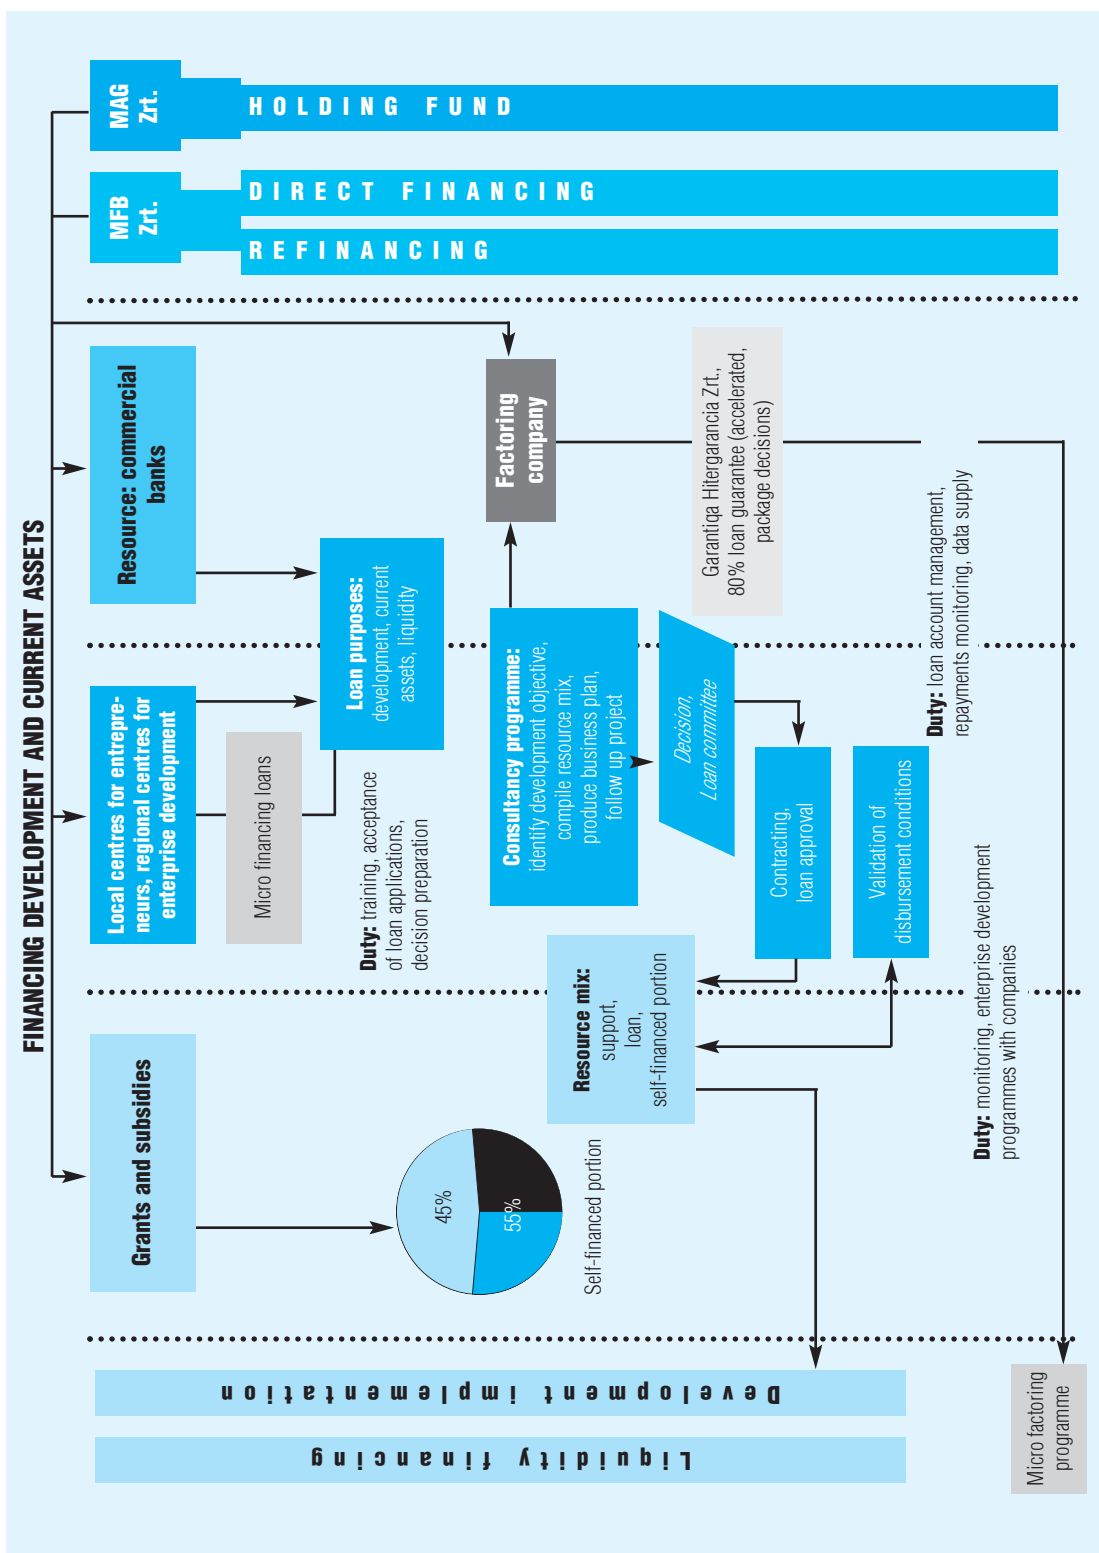 FINANCING DEVELOPMENT AND CURRENT ASSETS
Grants and subsidies
Local centres for entrepre-
neurs, regional centres for
enterprise development
Resource: commercial
banks
MFB
Zrt.
MAG
Zrt.
HOLDING FUND
DIRECT FINANCING
REFINANCING
Micro financing loans
Loan purposes:
development, current
assets, liquidity
Duty: training, acceptance
of loan applications,
decision preparation
45%
55%
Self-financed portion
Factoring
company
Consultancy programme:
identify development objective,
compile resource mix,
produce business plan,
follow up project
Resource mix:
support,
loan,
self-financed portion
Decision,
Loan committee
Garantiqa Hitergarancia Zrt.,
80% loan guarantee (accelerated,
package decisions)
Contracting,
loan approval
Validation of
disbursement conditions
Duty: loan account management,
repayments monitoring, data supply
Duty: monitoring, enterprise development
programmes with companies
Development implementation
Liquidity financing
Micro factoring
programme